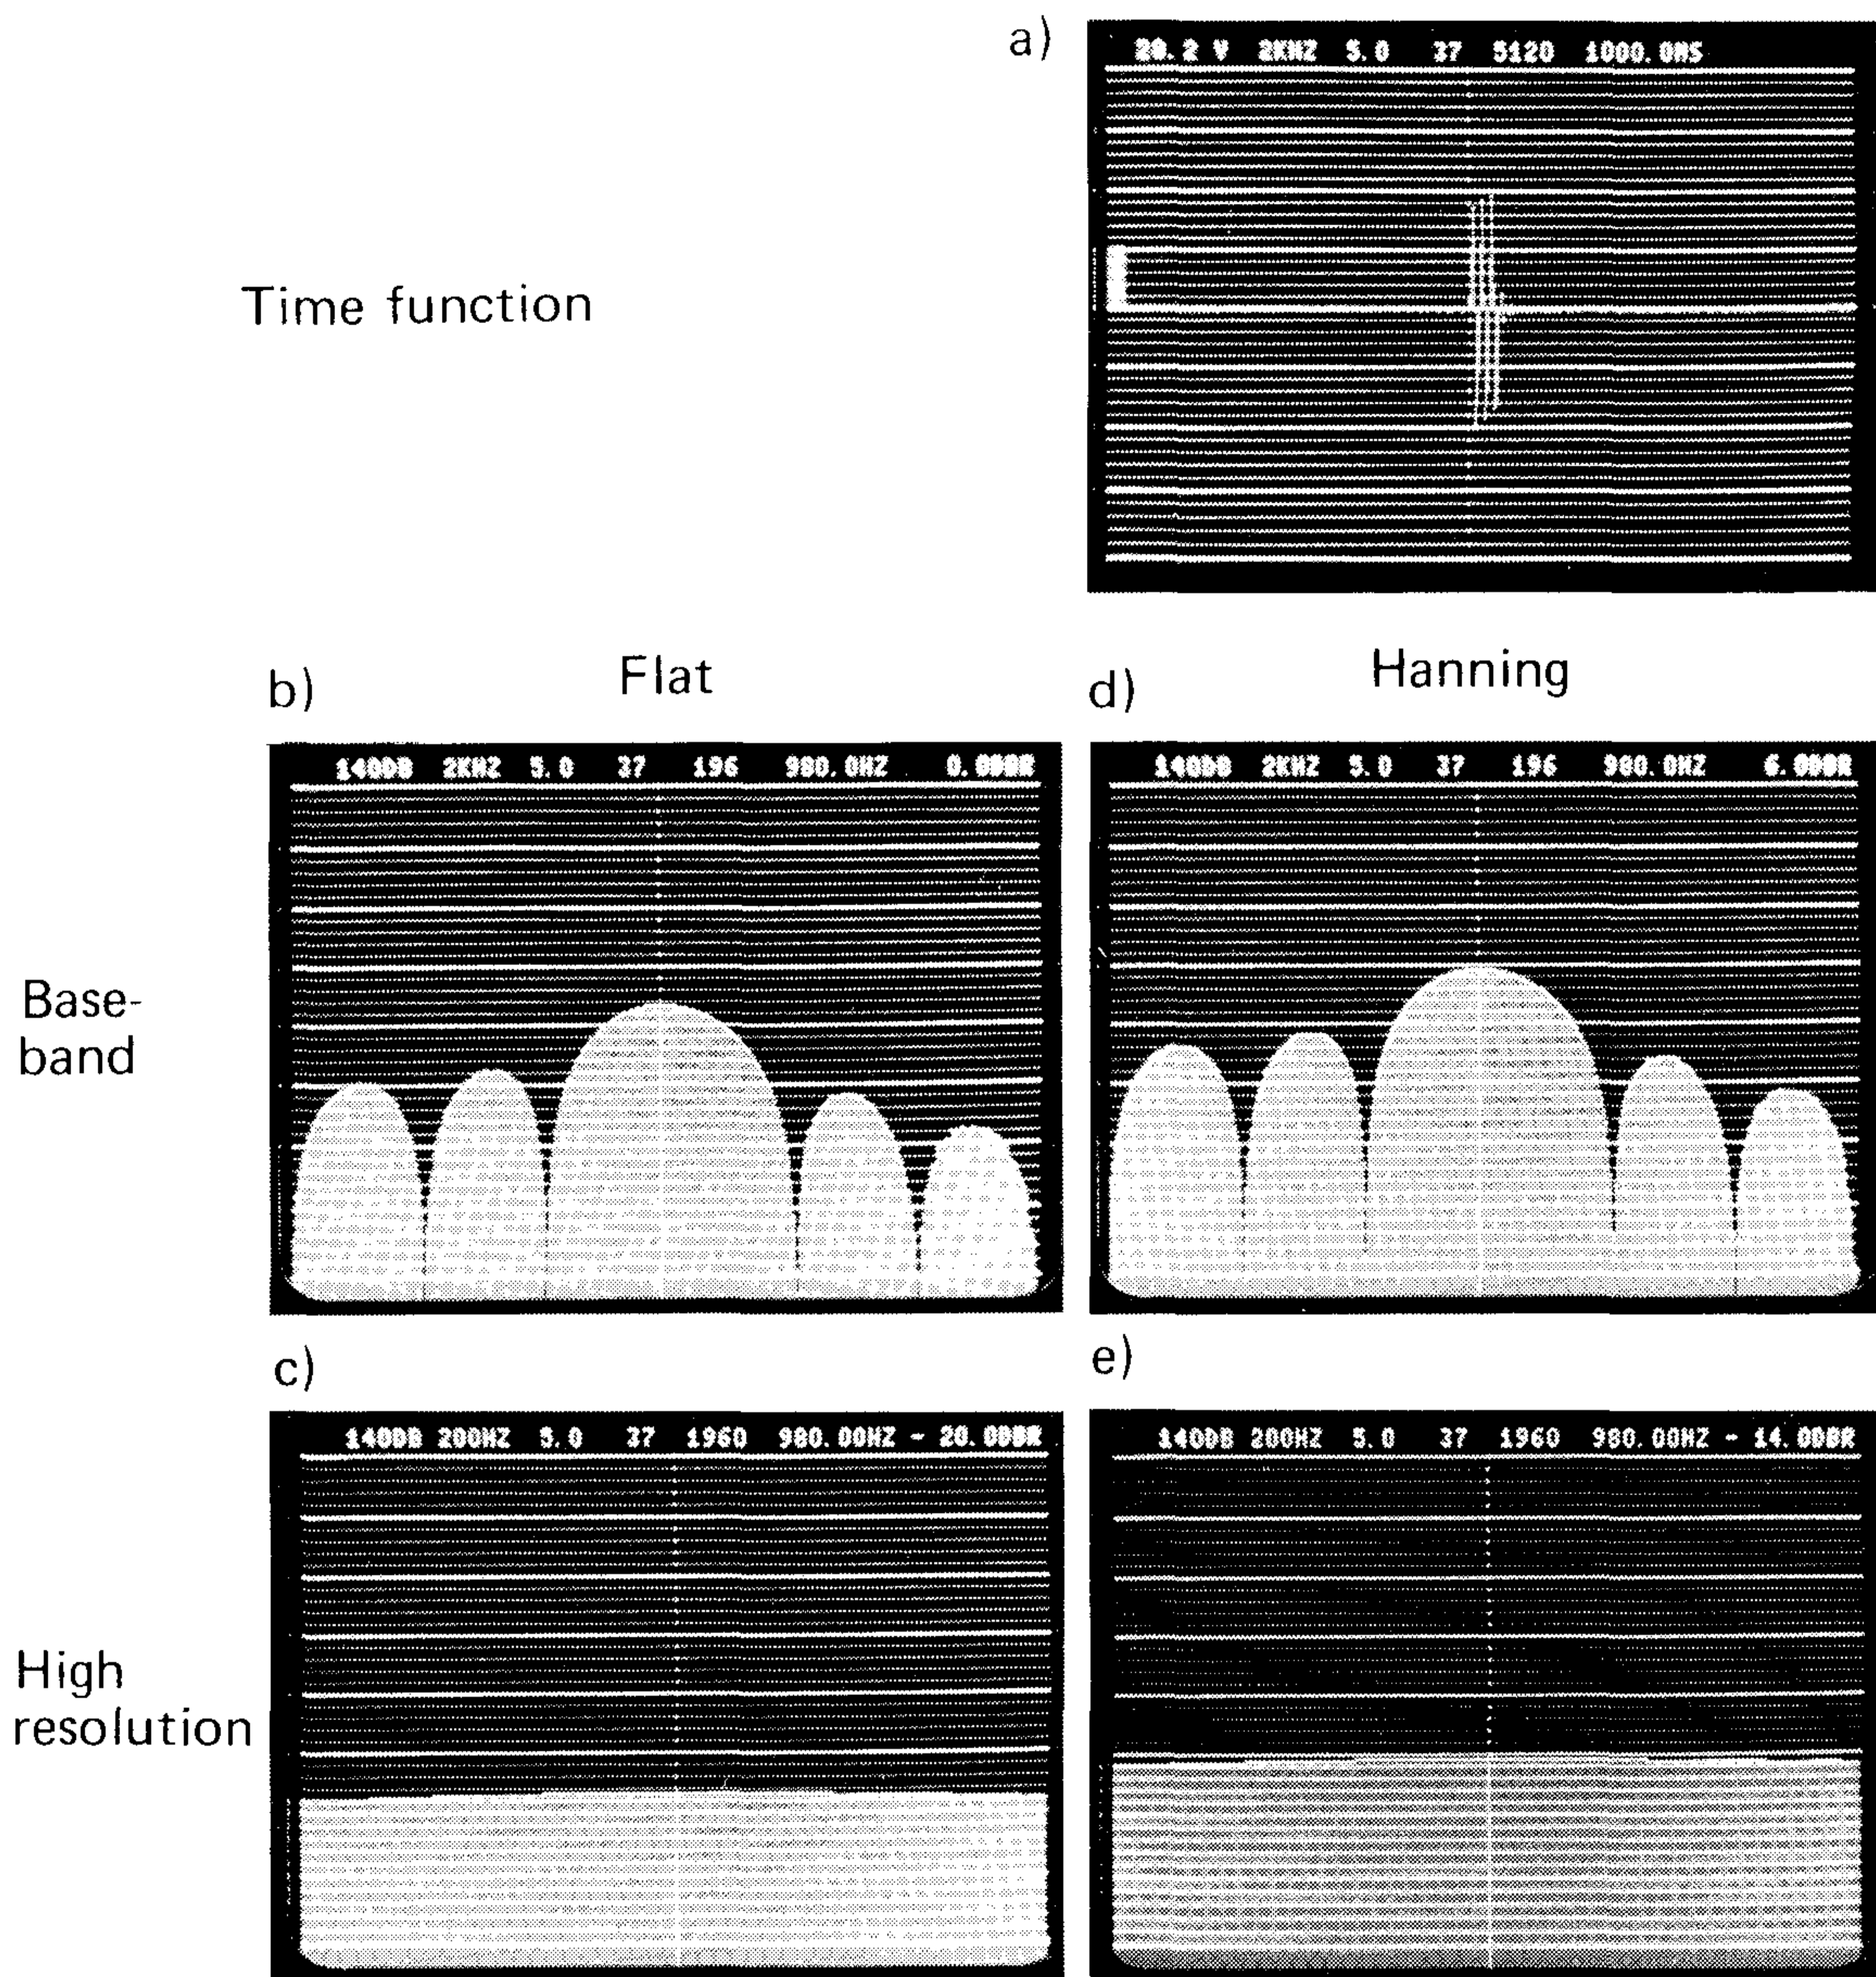 a)
20.2 V 2KHZ 5.0 37 5120 1000.0MS
Time function
b) Flat
d) Hanning
140DB 2KHZ 5.0 37 196 980.0HZ 0.0DBR
140DB 2KHZ 5.0 37 196 980.0HZ 6.0DBR
Base-
band
c)
e)
140DB 200HZ 5.0 37 1960 980.00HZ - 20.0DBR
140DB 200HZ 5.0 37 1960 980.00HZ - 14.0DBR
High
resolution